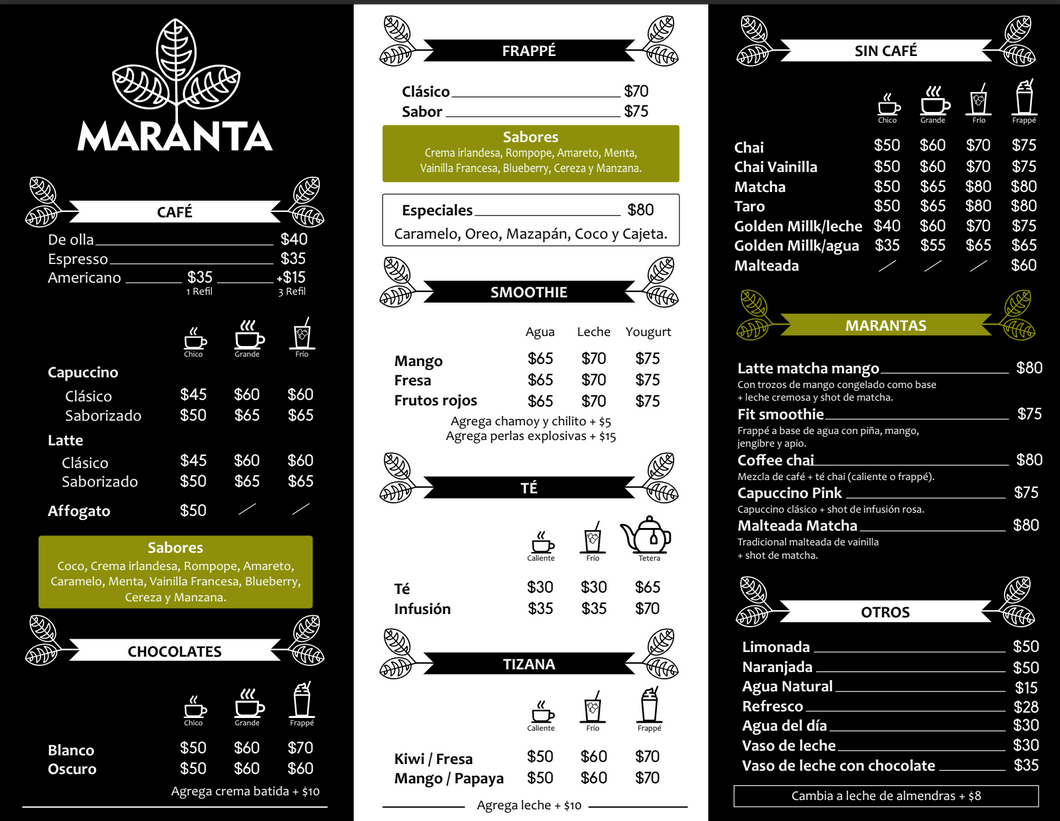 MARANTA
CAFÉ
De olla $40
Espresso $35
Americano $35 +$15
1 Refil 3 Refil
Chico Grande Frío
Capuccino
Clásico $45 $60 $60
Saborizado $50 $65 $65
Latte
Clásico $45 $60 $60
Saborizado $50 $65 $65
Affogato $50
Sabores
Coco, Crema irlandesa, Rompope, Amareto,
Caramelo, Menta, Vainilla Francesa, Blueberry,
Cereza y Manzana.
CHOCOLATES
Chico Grande Frappé
Blanco $50 $60 $70
Oscuro $50 $60 $60
Agrega crema batida + $10
FRAPPÉ
Clásico $70
Sabor $75
Sabores
Crema irlandesa, Rompope, Amareto, Menta,
Vainilla Francesa, Blueberry, Cereza y Manzana.
Especiales $80
Caramelo, Oreo, Mazapán, Coco y Cajeta.
SMOOTHIE
Agua Leche Yougurt
Mango $65 $70 $75
Fresa $65 $70 $75
Frutos rojos $65 $70 $75
Agrega chamoy y chilito + $5
Agrega perlas explosivas + $15
TÉ
Caliente Frío Tetera
Té $30 $30 $65
Infusión $35 $35 $70
TIZANA
Caliente Frío Frappé
Kiwi / Fresa $50 $60 $70
Mango / Papaya $50 $60 $70
Agrega leche + $10
SIN CAFÉ
Chico Grande Frío Frappé
Chai $50 $60 $70 $75
Chai Vainilla $50 $60 $70 $75
Matcha $50 $65 $80 $80
Taro $50 $65 $80 $80
Golden Millk/leche $40 $60 $70 $75
Golden Millk/agua $35 $55 $65 $65
Malteada $60
MARANTAS
Latte matcha mango $80
Con trozos de mango congelado como base
+ leche cremosa y shot de matcha.
Fit smoothie $75
Frappé a base de agua con piña, mango,
jengibre y apio.
Coffee chai $80
Mezcla de café + té chai (caliente o frappé).
Capuccino Pink $75
Capuccino clásico + shot de infusión rosa.
Malteada Matcha $80
Tradicional malteada de vainilla
+ shot de matcha.
OTROS
Limonada $50
Naranjada $50
Agua Natural $15
Refresco $28
Agua del día $30
Vaso de leche $30
Vaso de leche con chocolate $35
Cambia a leche de almendras + $8